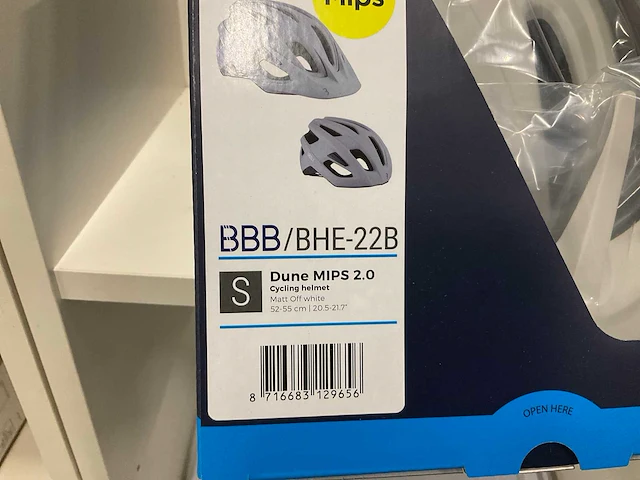 Mips
BBB/BHE-22B
S
Dune MIPS 2.0
Cycling helmet
Matt Off white
52-55 cm | 20.5-21.7"
8 716683 129656
OPEN HERE